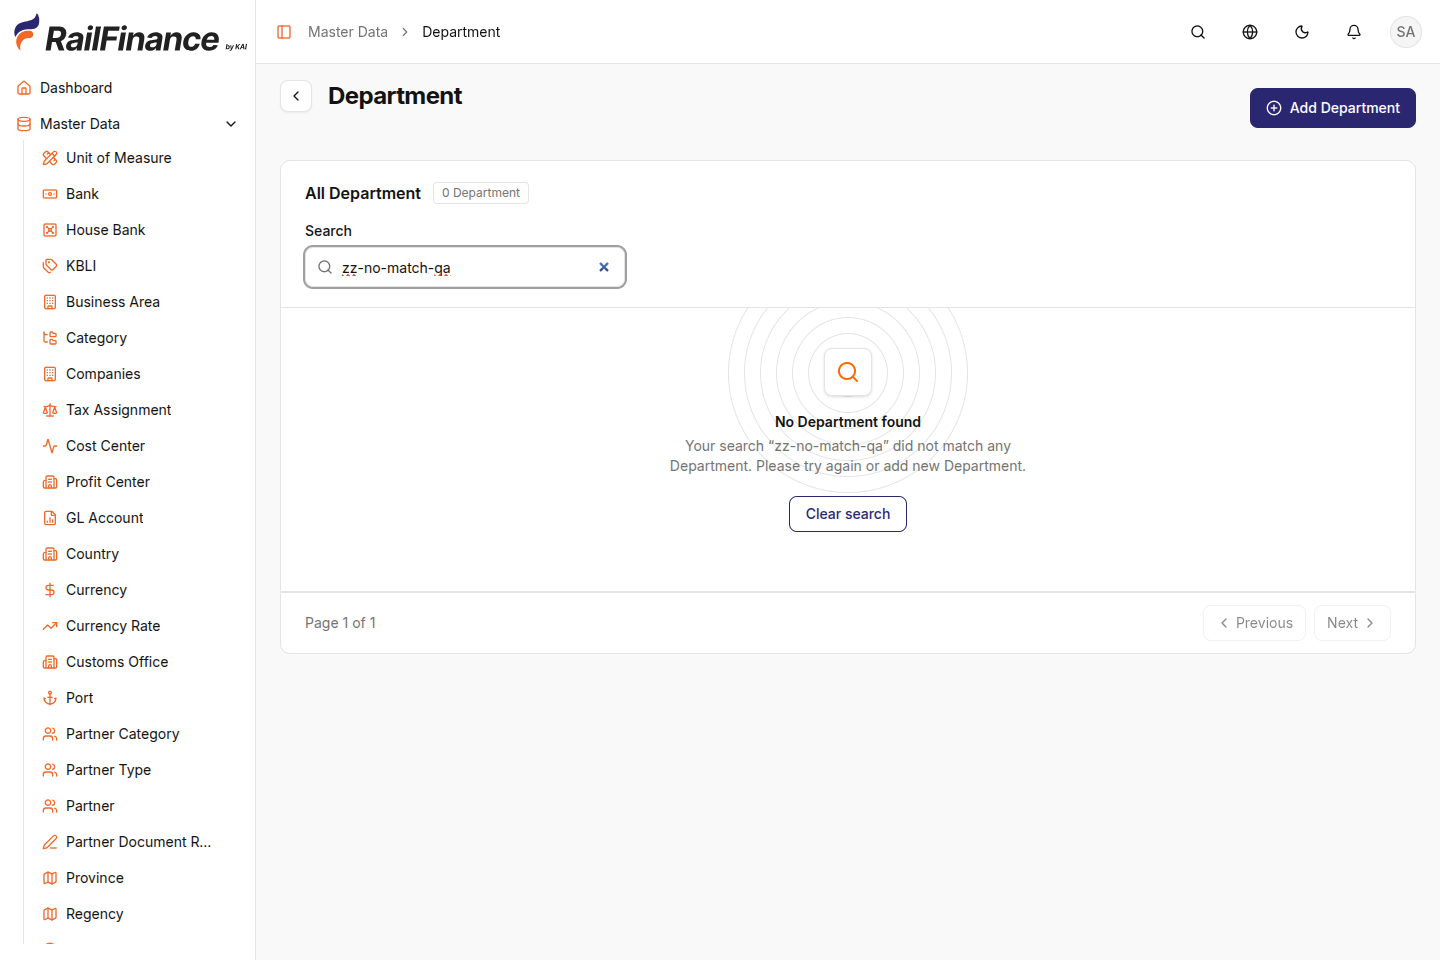 RailFinance by KAI
Master Data > Department
SA
Dashboard
Master Data
Unit of Measure
Bank
House Bank
KBLI
Business Area
Category
Companies
Tax Assignment
Cost Center
Profit Center
GL Account
Country
Currency
Currency Rate
Customs Office
Port
Partner Category
Partner Type
Partner
Partner Document R...
Province
Regency
Department
Add Department
All Department
0 Department
Search
zz-no-match-qa
No Department found
Your search “zz-no-match-qa” did not match any
Department. Please try again or add new Department.
Clear search
Page 1 of 1
Previous
Next